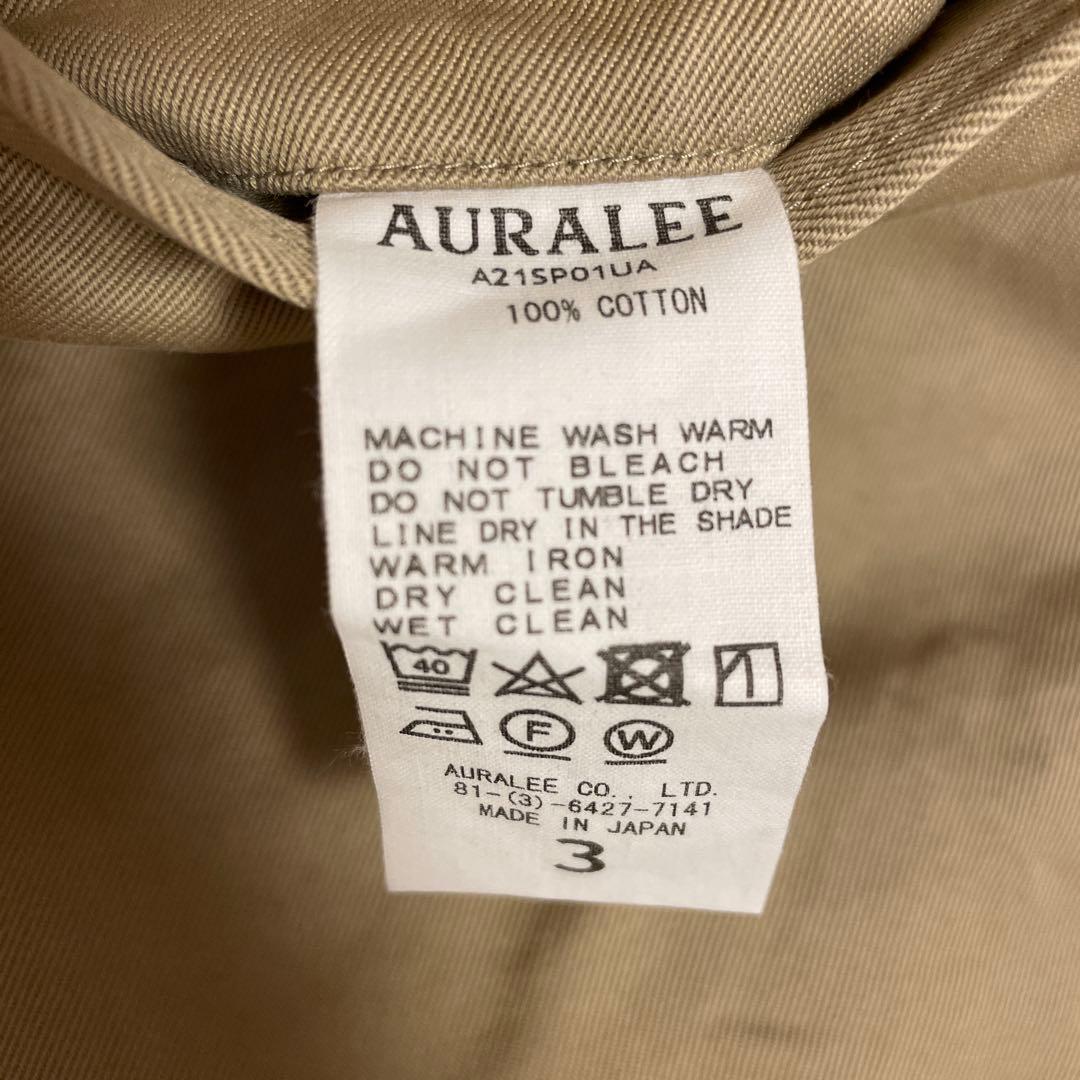 AURALEE
A21SP01UA
100% COTTON
MACHINE WASH WARM
DO NOT BLEACH
DO NOT TUMBLE DRY
LINE DRY IN THE SHADE
WARM IRON
DRY CLEAN
WET CLEAN
40
F W
AURALEE CO., LTD.
81-(3)-6427-7141
MADE IN JAPAN
3